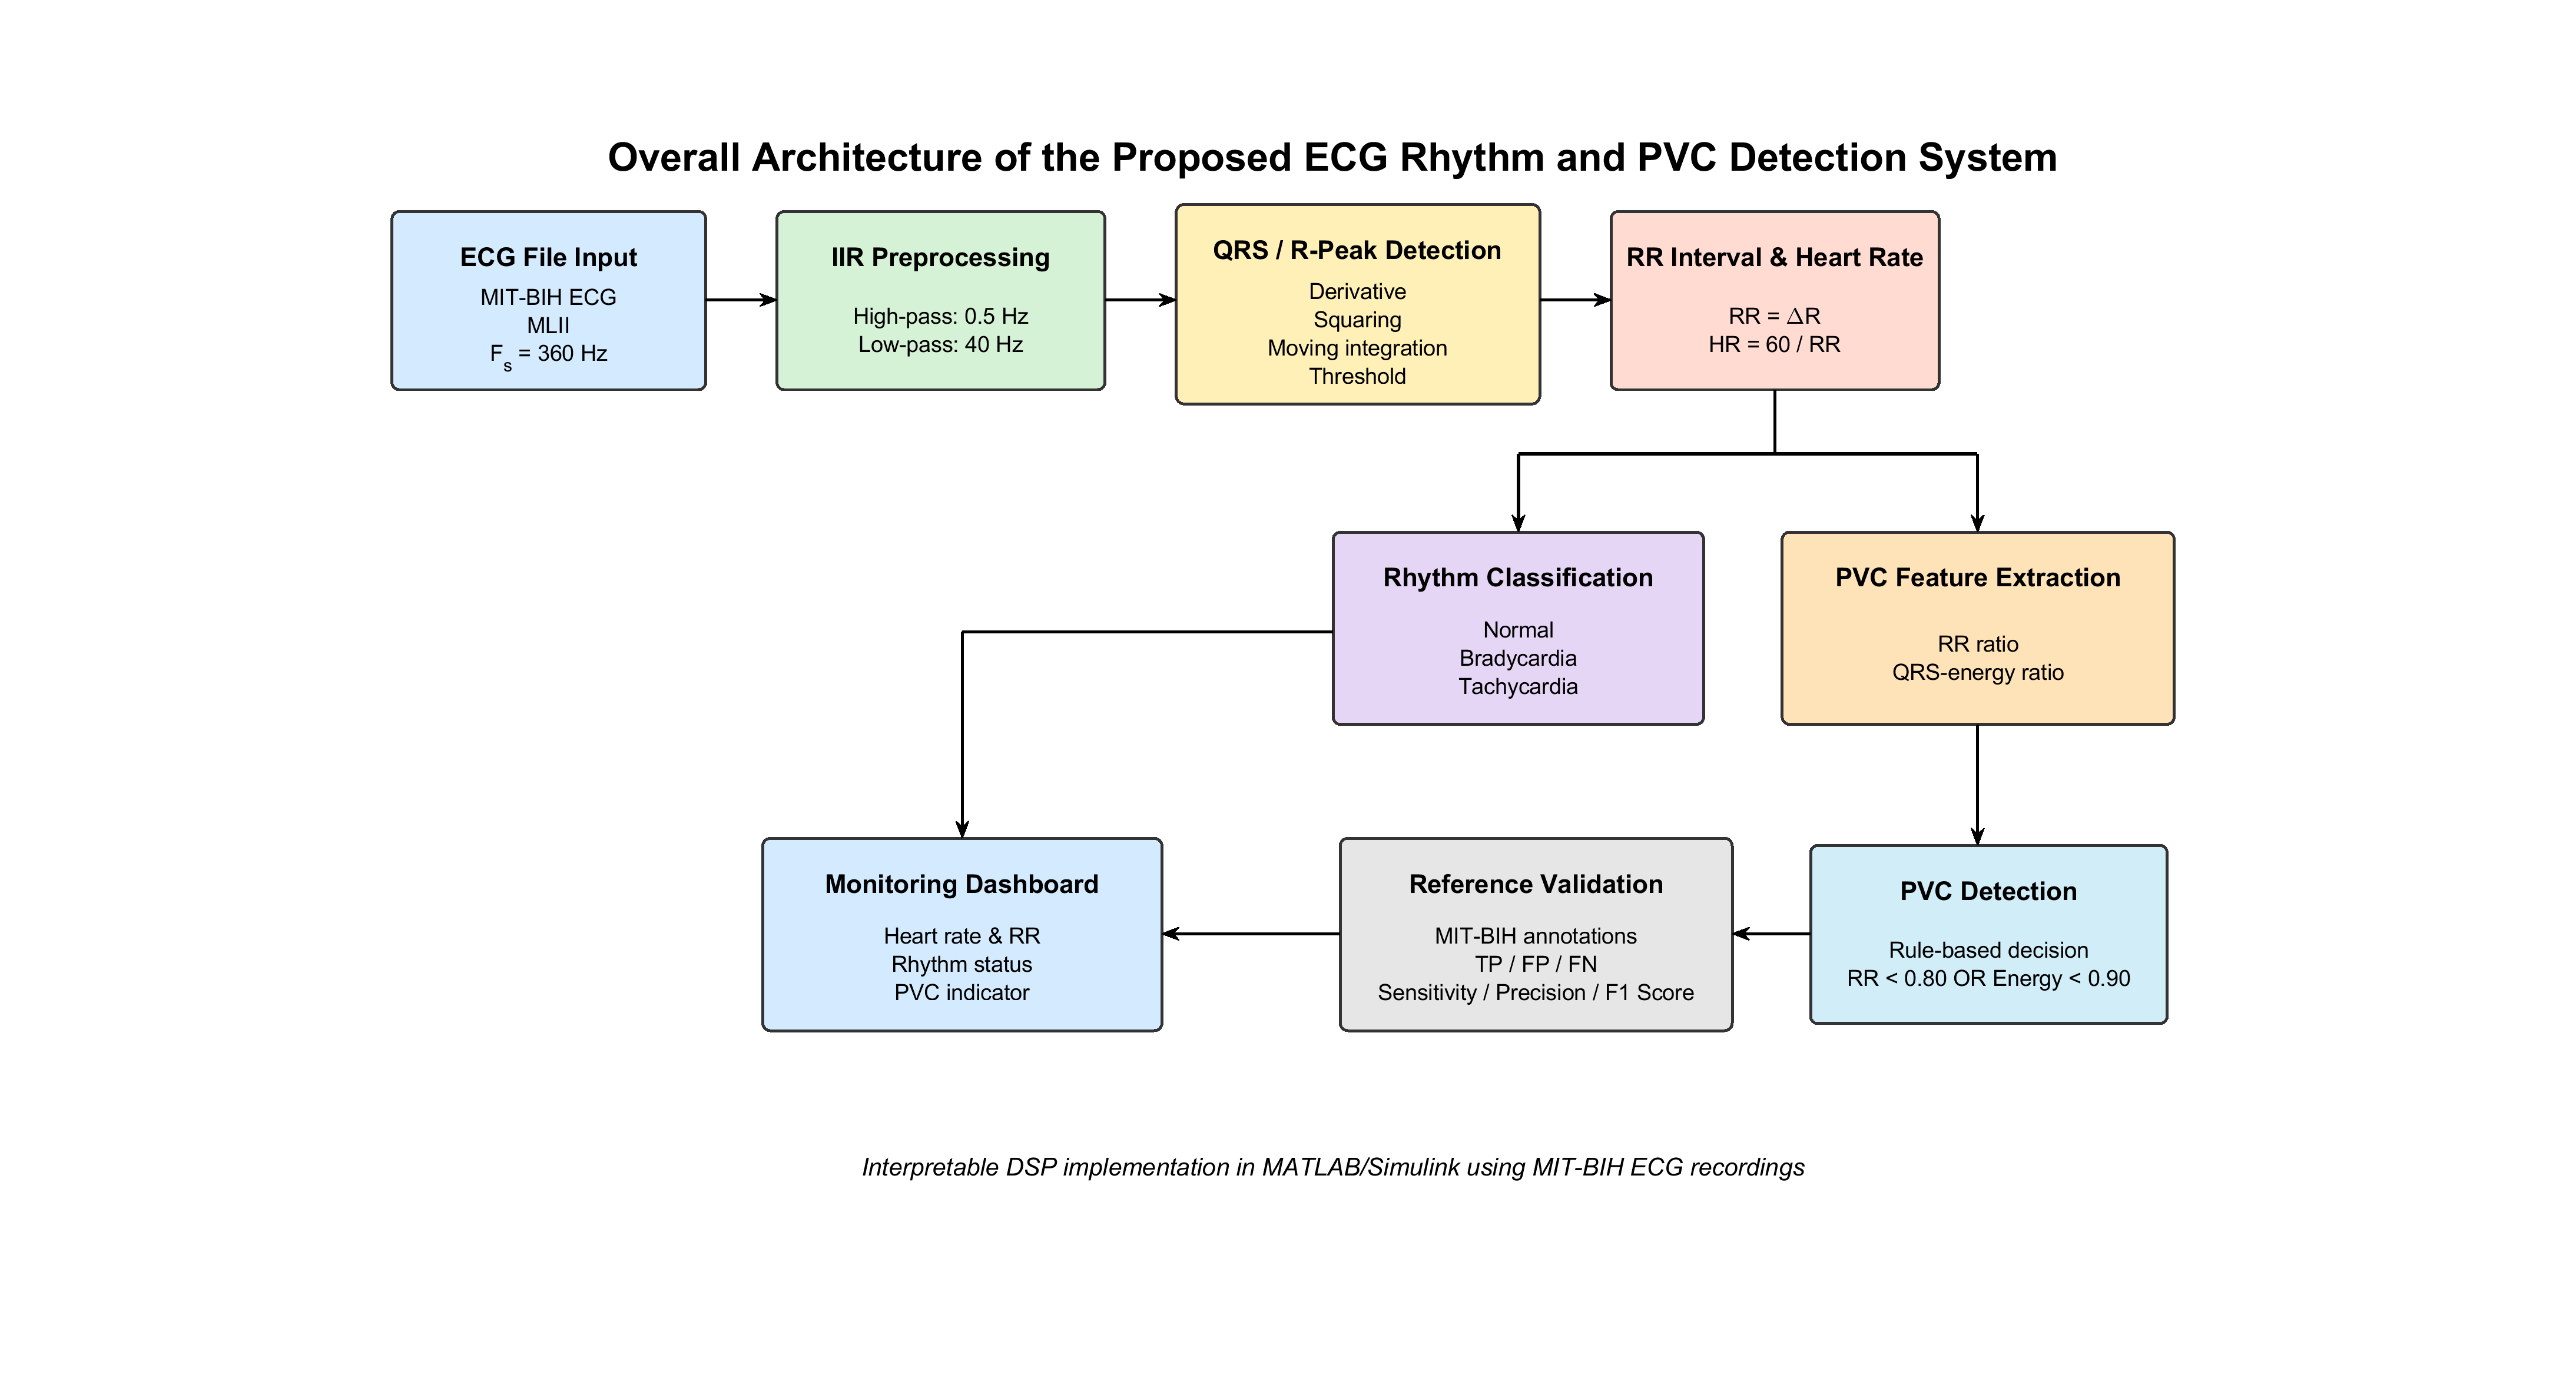 Overall Architecture of the Proposed ECG Rhythm and PVC Detection System
ECG File Input
MIT-BIH ECG
MLII
Fs = 360 Hz
IIR Preprocessing
High-pass: 0.5 Hz
Low-pass: 40 Hz
QRS / R-Peak Detection
Derivative
Squaring
Moving integration
Threshold
RR Interval & Heart Rate
RR = ΔR
HR = 60 / RR
Rhythm Classification
Normal
Bradycardia
Tachycardia
PVC Feature Extraction
RR ratio
QRS-energy ratio
Monitoring Dashboard
Heart rate & RR
Rhythm status
PVC indicator
Reference Validation
MIT-BIH annotations
TP / FP / FN
Sensitivity / Precision / F1 Score
PVC Detection
Rule-based decision
RR < 0.80 OR Energy < 0.90
Interpretable DSP implementation in MATLAB/Simulink using MIT-BIH ECG recordings